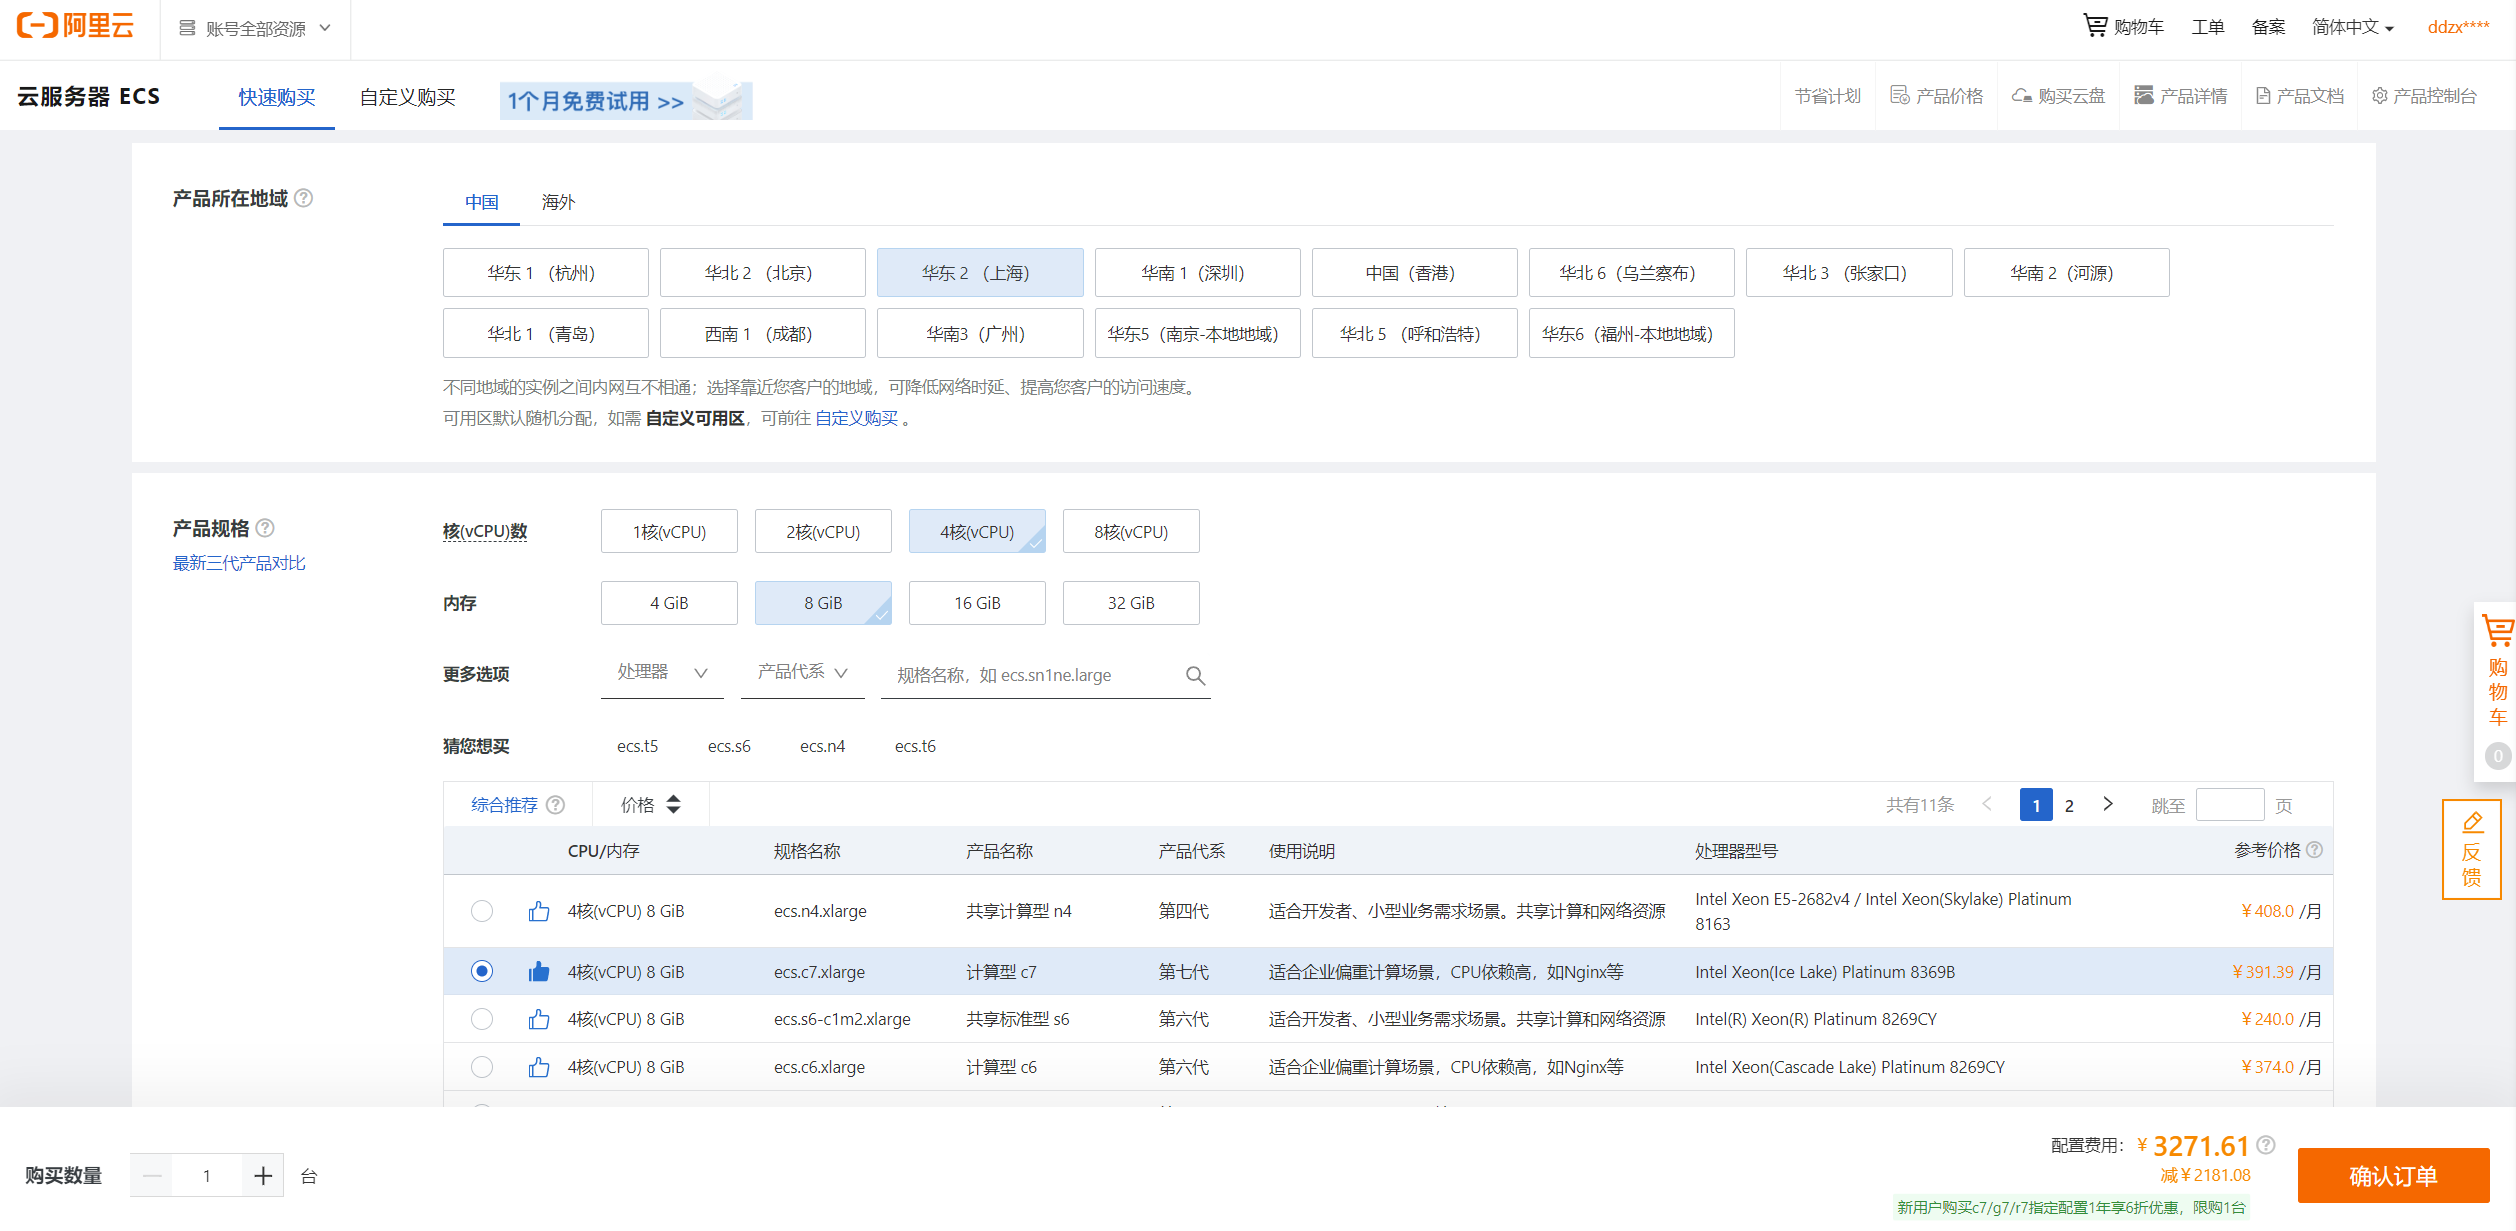 阿里云 账号全部资源 购物车 工单 备案 简体中文 ddzx****
云服务器 ECS 快速购买 自定义购买 1个月免费试用 >> 节省计划 产品价格 购买云盘 产品详情 产品文档 产品控制台
产品所在地域 中国 海外
华东 1 （杭州） 华北 2 （北京） 华东 2 （上海） 华南 1（深圳） 中国（香港） 华北 6（乌兰察布） 华北 3 （张家口） 华南 2（河源）
华北 1 （青岛） 西南 1 （成都） 华南3（广州） 华东5（南京-本地地域） 华北 5 （呼和浩特） 华东6（福州-本地地域）
不同地域的实例之间内网互不相通；选择靠近您客户的地域，可降低网络时延、提高您客户的访问速度。
可用区默认随机分配，如需 自定义可用区，可前往 自定义购买 。
产品规格 核(vCPU)数 1核(vCPU) 2核(vCPU) 4核(vCPU) 8核(vCPU)
最新三代产品对比
内存 4 GiB 8 GiB 16 GiB 32 GiB
更多选项 处理器 产品代系 规格名称，如 ecs.sn1ne.large
猜您想买 ecs.t5 ecs.s6 ecs.n4 ecs.t6
综合推荐 价格 共有11条 1 2 跳至 页
CPU/内存 规格名称 产品名称 产品代系 使用说明 处理器型号 参考价格
4核(vCPU) 8 GiB ecs.n4.xlarge 共享计算型 n4 第四代 适合开发者、小型业务需求场景。共享计算和网络资源 Intel Xeon E5-2682v4 / Intel Xeon(Skylake) Platinum ￥408.0 /月
8163
4核(vCPU) 8 GiB ecs.c7.xlarge 计算型 c7 第七代 适合企业偏重计算场景，CPU依赖高，如Nginx等 Intel Xeon(Ice Lake) Platinum 8369B ￥391.39 /月
4核(vCPU) 8 GiB ecs.s6-c1m2.xlarge 共享标准型 s6 第六代 适合开发者、小型业务需求场景。共享计算和网络资源 Intel(R) Xeon(R) Platinum 8269CY ￥240.0 /月
4核(vCPU) 8 GiB ecs.c6.xlarge 计算型 c6 第六代 适合企业偏重计算场景，CPU依赖高，如Nginx等 Intel Xeon(Cascade Lake) Platinum 8269CY ￥374.0 /月
购
物
车
0
反
馈
购买数量 1 台
配置费用： ￥3271.61
减￥2181.08
新用户购买c7/g7/r7指定配置1年享6折优惠，限购1台
确认订单